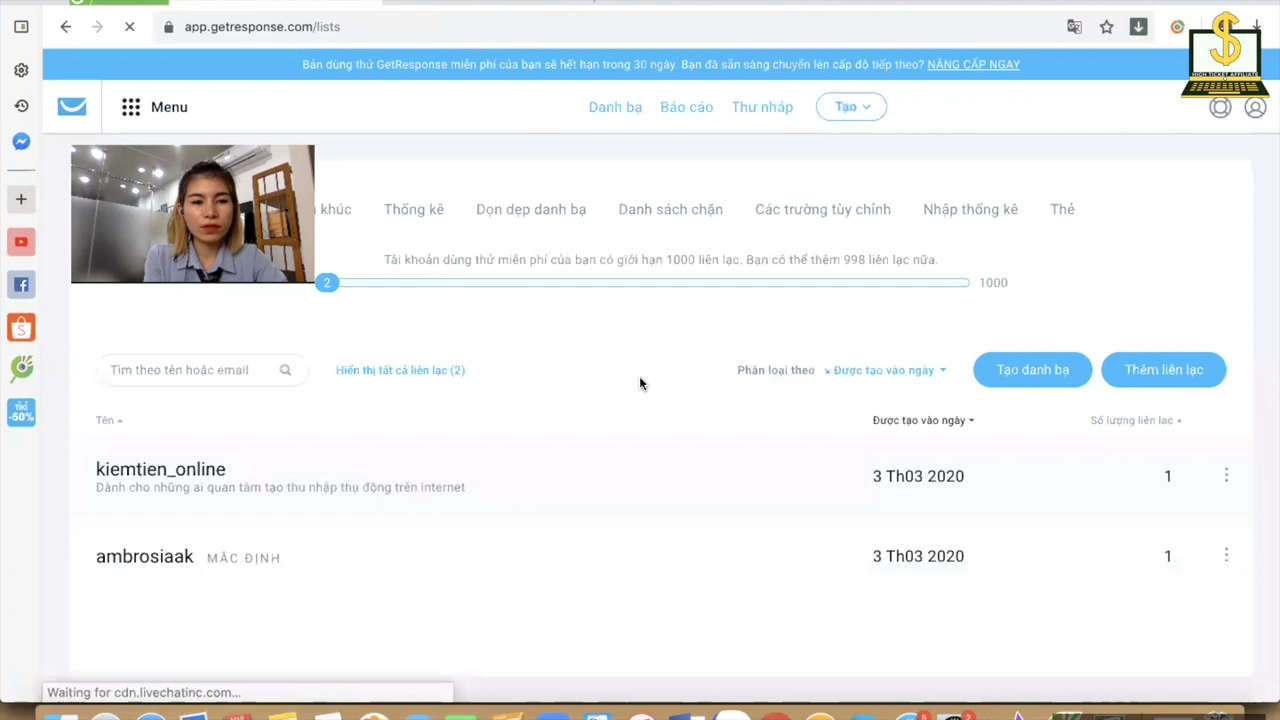 app.getresponse.com/lists
Bản dùng thử GetResponse miễn phí của bạn sẽ hết hạn trong 30 ngày. Bạn đã sẵn sàng chuyển lên cấp độ tiếp theo? NÂNG CẤP NGAY
HIGH TICKET AFFILIATE
Menu
Danh bạ Báo cáo Thư nháp Tạo
khúc Thống kê Dọn dẹp danh bạ Danh sách chặn Các trường tùy chỉnh Nhập thống kê Thẻ
Tài khoản dùng thử miễn phí của bạn có giới hạn 1000 liên lạc. Bạn có thể thêm 998 liên lạc nữa.
2 1000
Tìm theo tên hoặc email Hiển thị tất cả liên lạc (2) Phân loại theo Được tạo vào ngày Tạo danh bạ Thêm liên lạc
Tên Được tạo vào ngày Số lượng liên lạc
kiemtien_online 3 Th03 2020 1
Dành cho những ai quan tâm tạo thu nhập thụ động trên internet
ambrosiaak MẶC ĐỊNH 3 Th03 2020 1
TIKI
-50%
Waiting for cdn.livechatinc.com...